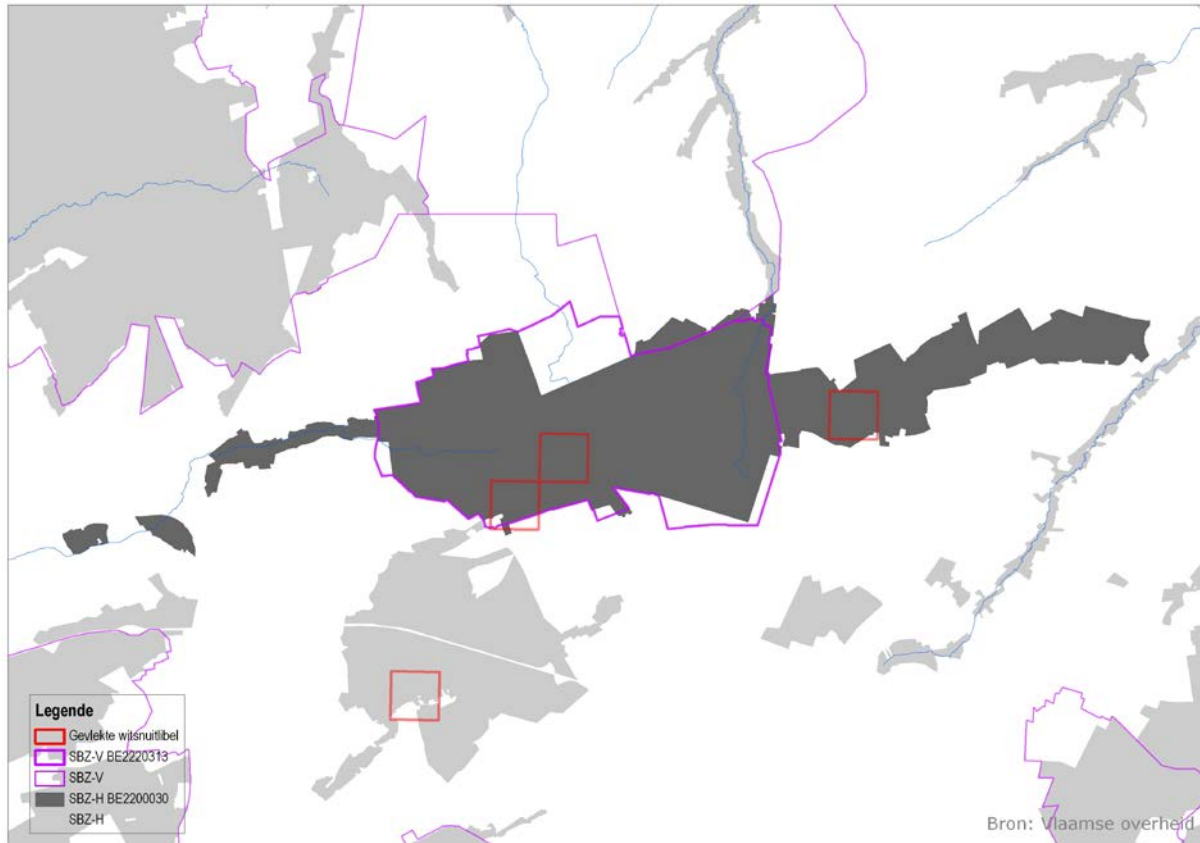 Legende
Gevlekte witsnuitlibel
SBZ-V BE2220313
SBZ-V
SBZ-H BE2200030
SBZ-H
Bron: Vlaamse overheid